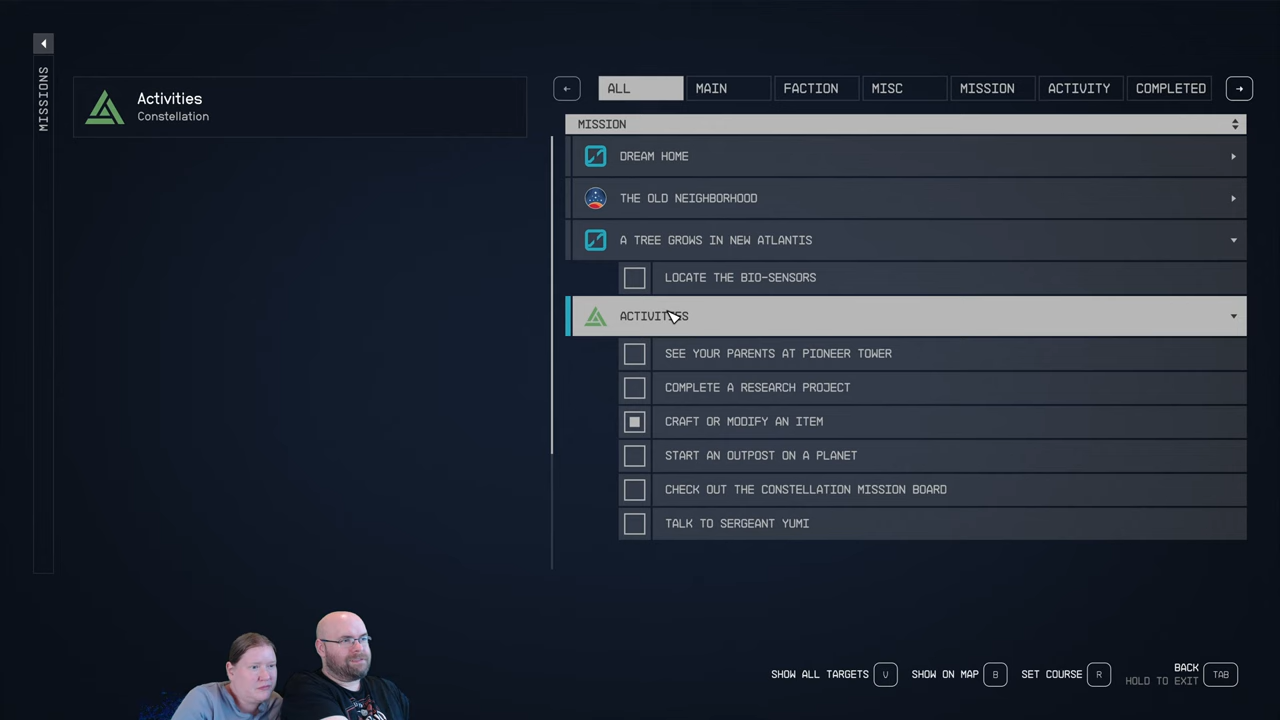 MISSIONS
Activities
Constellation
ALL
MAIN
FACTION
MISC
MISSION
ACTIVITY
COMPLETED
MISSION
DREAM HOME
THE OLD NEIGHBORHOOD
A TREE GROWS IN NEW ATLANTIS
LOCATE THE BIO-SENSORS
ACTIVITIES
SEE YOUR PARENTS AT PIONEER TOWER
COMPLETE A RESEARCH PROJECT
CRAFT OR MODIFY AN ITEM
START AN OUTPOST ON A PLANET
CHECK OUT THE CONSTELLATION MISSION BOARD
TALK TO SERGEANT YUMI
SHOW ALL TARGETS V
SHOW ON MAP B
SET COURSE R
BACK
HOLD TO EXIT
TAB